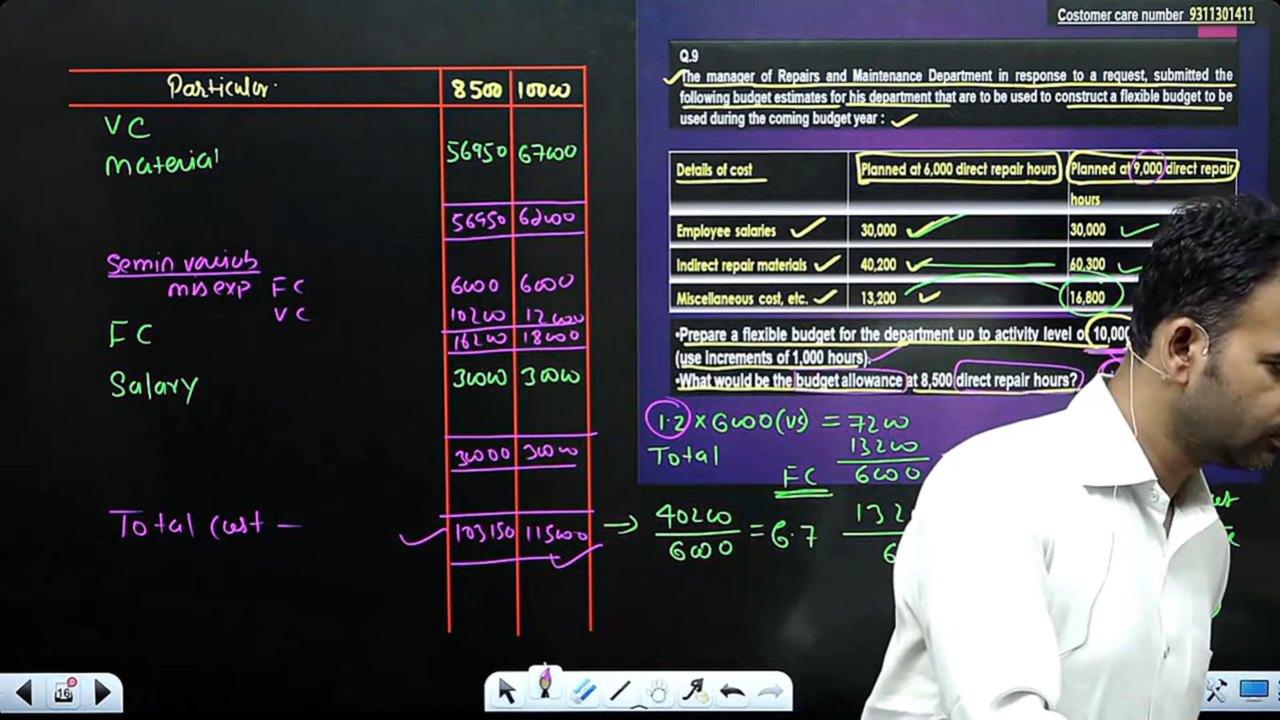 Costomer care number 9311301411
Particular 8500 10000
VC
Material 56950 67000
56950 62000
Semi variab
mis exp FC 6000 6000
VC 10200 12000
FC 16200 18000
Salary 30000 30000
30000 30000
Total cost — 103150 115000
Q.9
The manager of Repairs and Maintenance Department in response to a request, submitted the
following budget estimates for his department that are to be used to construct a flexible budget to be
used during the coming budget year :
Details of cost Planned at 6,000 direct repair hours Planned at 9,000 direct repair
hours
Employee salaries 30,000 30,000
Indirect repair materials 40,200 60,300
Miscellaneous cost, etc. 13,200 16,800
•Prepare a flexible budget for the department up to activity level of 10,000
(use increments of 1,000 hours).
•What would be the budget allowance at 8,500 direct repair hours?
1.2 × 6000 (VS) = 7200
Total 13200
FC 6000
→ 40200
6000
= 6.7
16